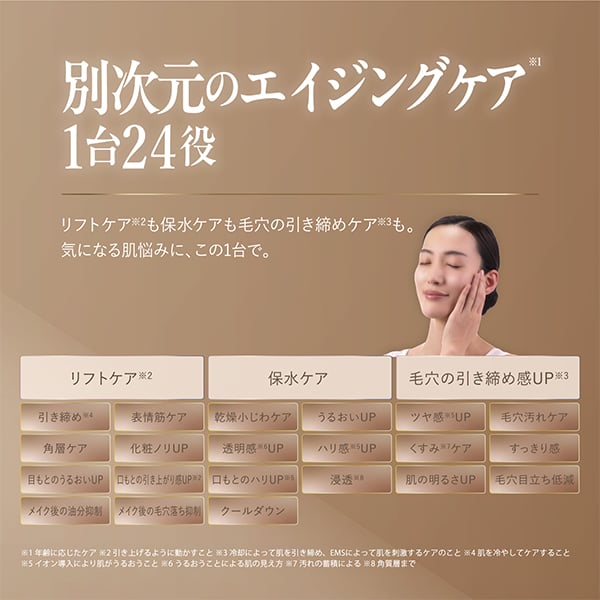 別次元のエイジングケア※1
1台24役
リフトケア※2も保水ケアも毛穴の引き締めケア※3も。
気になる肌悩みに、この1台で。
リフトケア※2 保水ケア 毛穴の引き締め感UP※3
引き締め※4 表情筋ケア 乾燥小じわケア うるおいUP ツヤ感※5UP 毛穴汚れケア
角層ケア 化粧ノリUP 透明感※6UP ハリ感※5UP くすみ※7ケア すっきり感
目もとのうるおいUP 口もとの引き上がり感UP※2 口もとのハリUP※5 浸透※8 肌の明るさUP 毛穴目立ち低減
メイク後の油分抑制 メイク後の毛穴落ち抑制 クールダウン
※1 年齢に応じたケア ※2 引き上げるように動かすこと ※3 冷却によって肌を引き締め、EMSによって肌を刺激するケアのこと ※4 肌を冷やしてケアすること
※5 イオン導入により肌がうるおうこと ※6 うるおうことによる肌の見え方 ※7 汚れの蓄積による ※8 角質層まで